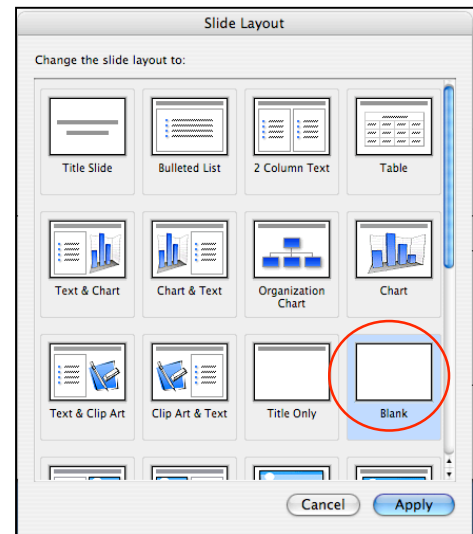 Slide Layout
Change the slide layout to:
Title Slide
Bulleted List
2 Column Text
Table
Text & Chart
Chart & Text
Organization
Chart
Chart
Text & Clip Art
Clip Art & Text
Title Only
Blank
Cancel
Apply